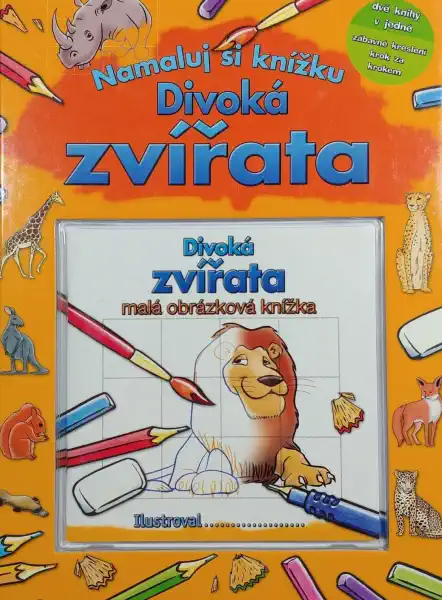 dvě knihy
v jedné
zábavné kreslení
krok za
krokem
Namaluj si knížku
Divoká
zvířata
Divoká
zvířata
malá obrázková knížka
Ilustroval....................